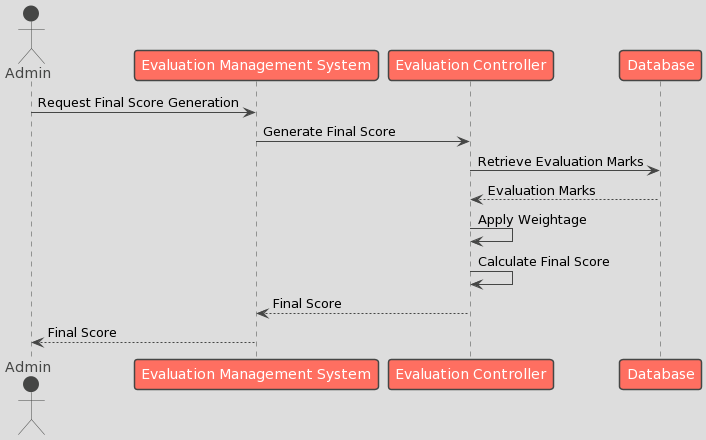 Admin
Evaluation Management System
Evaluation Controller
Database
Request Final Score Generation
Generate Final Score
Retrieve Evaluation Marks
Evaluation Marks
Apply Weightage
Calculate Final Score
Final Score
Final Score
Admin
Evaluation Management System
Evaluation Controller
Database